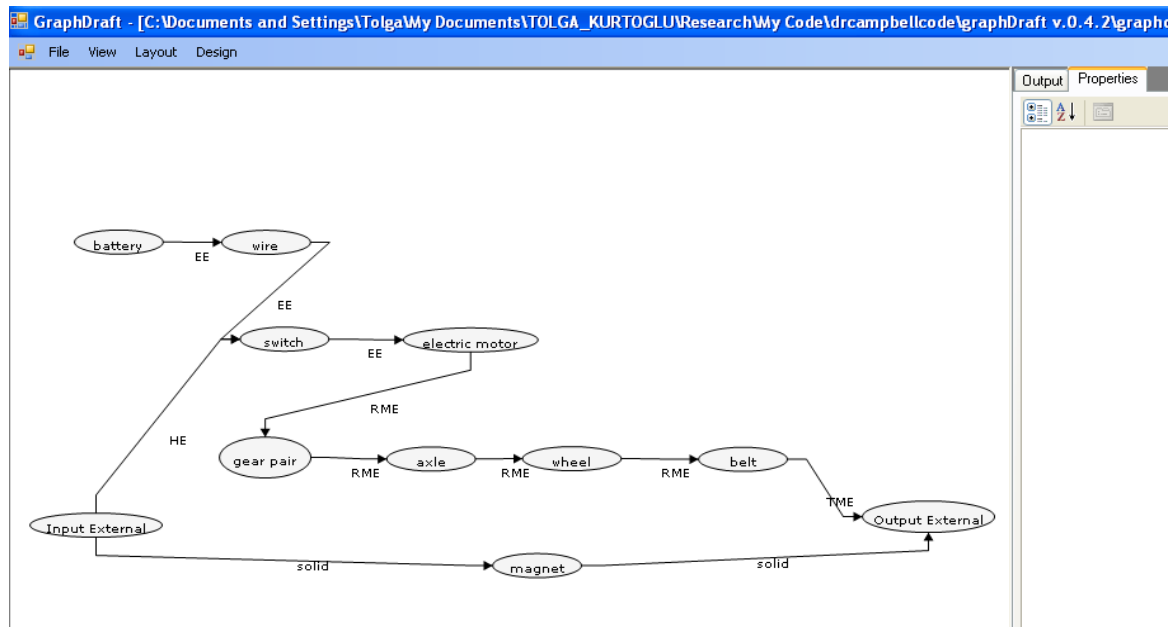 GraphDraft - [C:\Documents and Settings\Tolga\My Documents\TOLGA_KURTOGLU\Research\My Code\drcampbellcode\graphDraft v.0.4.2\graphd
File View Layout Design
Output Properties
battery
EE
wire
EE
switch
EE
electric motor
HE
RME
gear pair
RME
axle
RME
wheel
RME
belt
TME
Input External
Output External
solid
magnet
solid